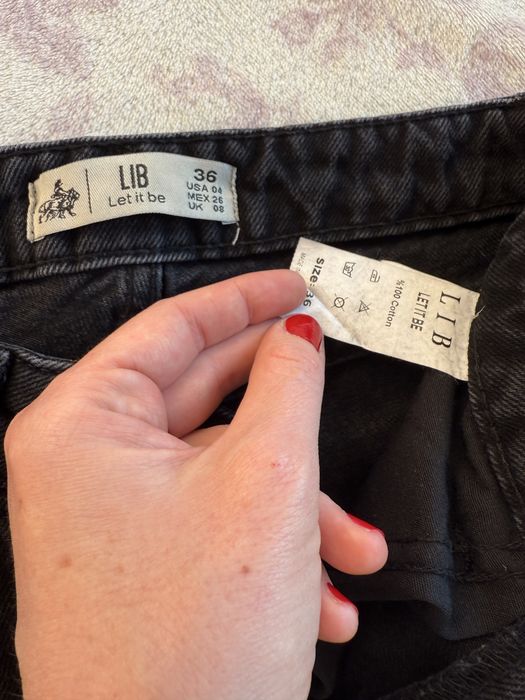 LIB
Let it be
36
USA 04
MEX 26
UK 08
LIB
LET IT BE
%100 Cotton
Size:36